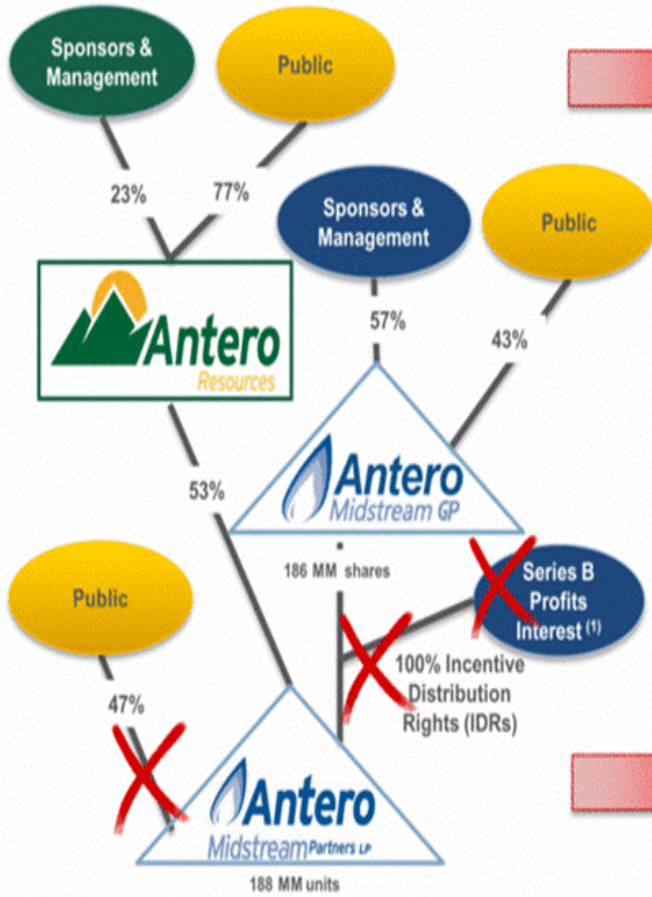 Sponsors &
Management
Public
23%
77%
Sponsors &
Management
Public
57%
43%
Antero
Resources
53%
Antero
Midstream GP
186 MM shares
Series B
Profits
Interest (1)
100% Incentive
Distribution
Rights (IDRs)
Public
47%
Antero
Midstream Partners LP
188 MM units